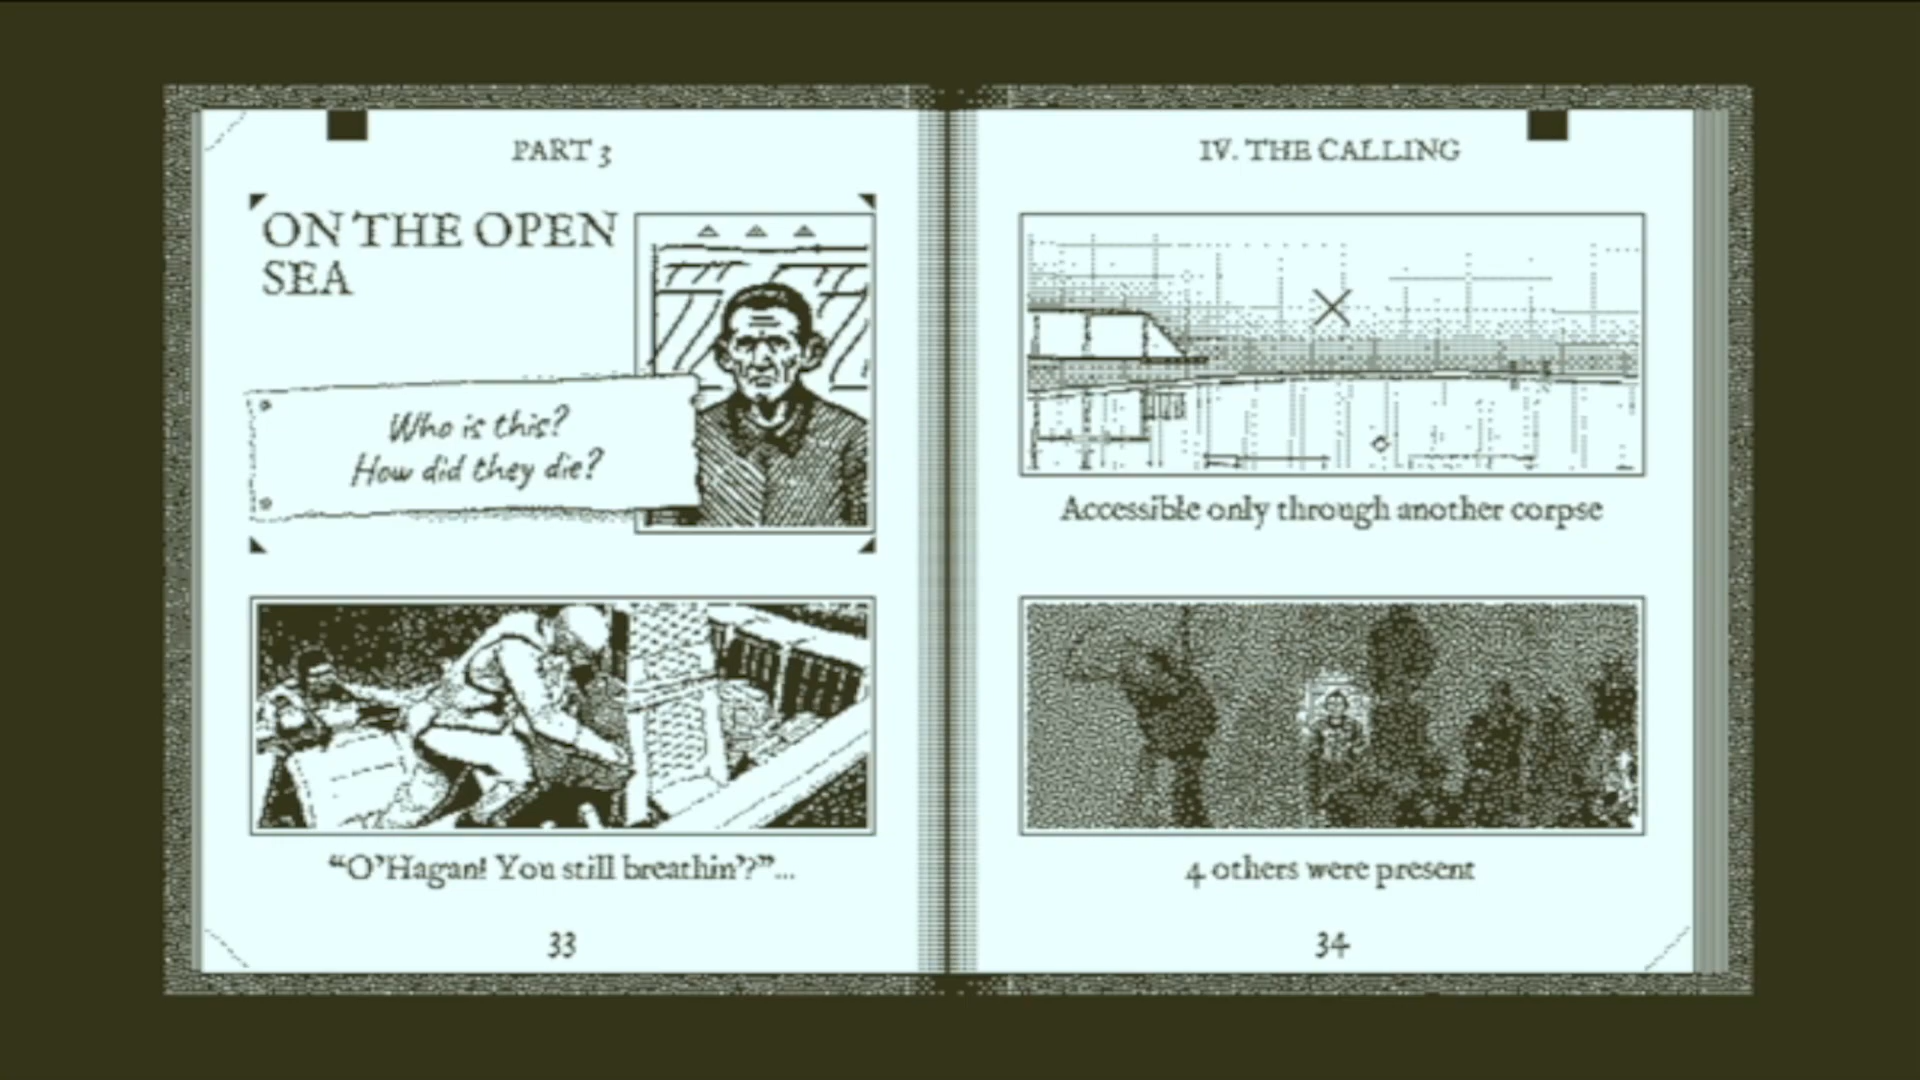 PART 3
ON THE OPEN
SEA
Who is this?
How did they die?
“O’Hagan! You still breathin’?”...
33
IV. THE CALLING
Accessible only through another corpse
4 others were present
34